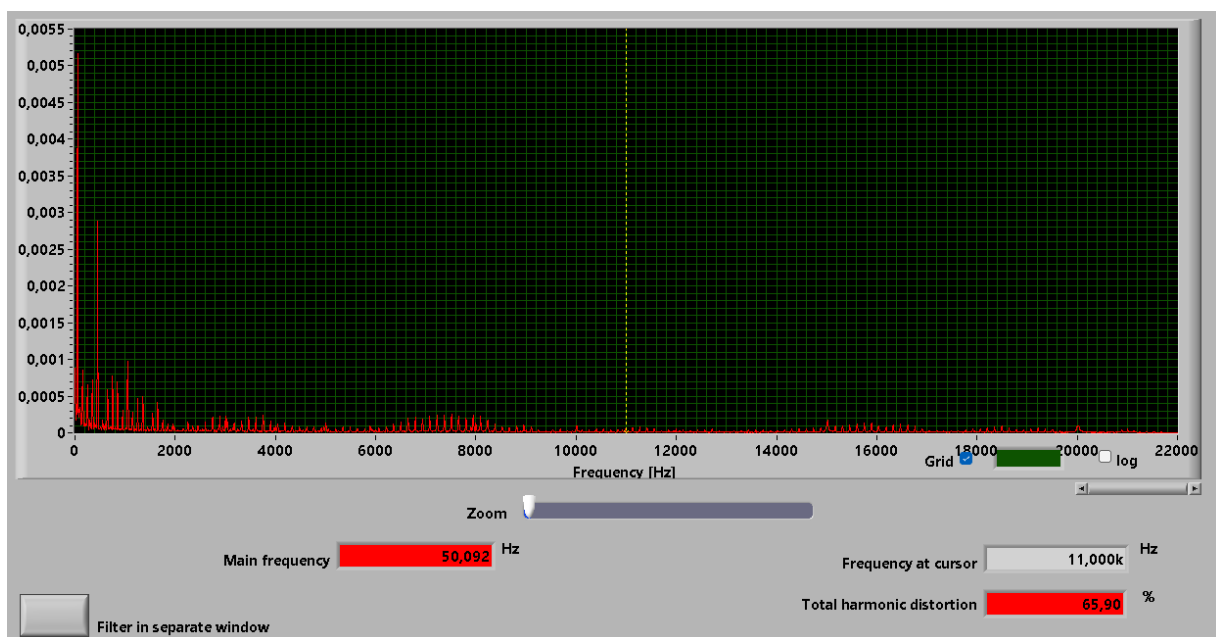 0,0055
0,005
0,0045
0,004
0,0035
0,003
0,0025
0,002
0,0015
0,001
0,0005
0
0 2000 4000 6000 8000 10000 12000 14000 16000 18000 20000 22000
Frequency [Hz]
Grid log
Zoom
Main frequency 50,092 Hz
Frequency at cursor 11,000k Hz
Total harmonic distortion 65,90 %
Filter in separate window